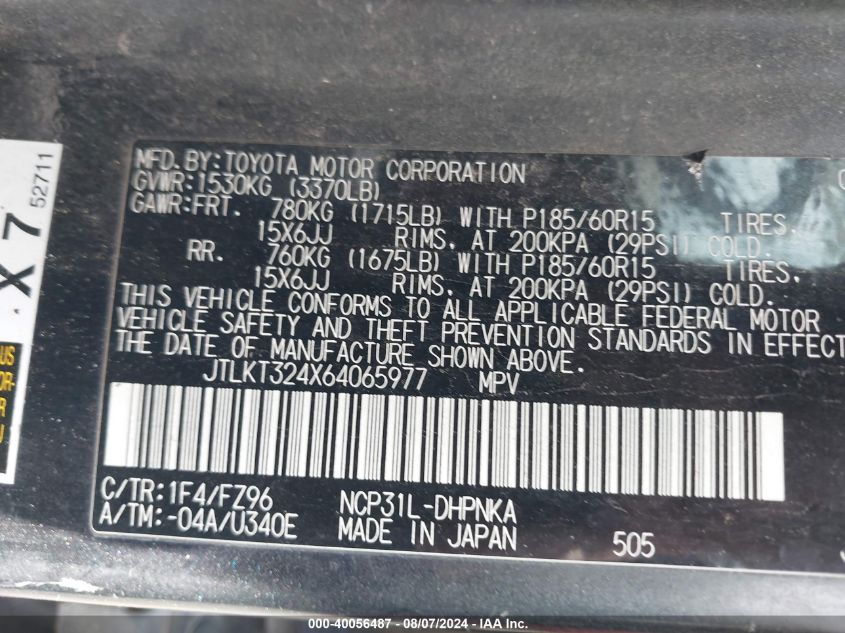 MFD. BY: TOYOTA MOTOR CORPORATION
GVWR: 1530KG (3370LB)
GAWR: FRT. 780KG (1715LB) WITH P185/60R15 TIRES.
15X6JJ RIMS. AT 200KPA (29PSI) COLD.
RR. 760KG (1675LB) WITH P185/60R15 TIRES.
15X6JJ RIMS. AT 200KPA (29PSI) COLD.
THIS VEHICLE CONFORMS TO ALL APPLICABLE FEDERAL MOTOR
VEHICLE SAFETY AND THEFT PREVENTION STANDARDS IN EFFECT
THE DATE OF MANUFACTURE SHOWN ABOVE.
JTLKT324X64065977 MPV
C/TR: 1F4/FZ96 NCP31L-DHPNKA
A/TM: -04A/U340E MADE IN JAPAN 505
.X7
52711
000-40056487 - 08/07/2024 - IAA Inc.